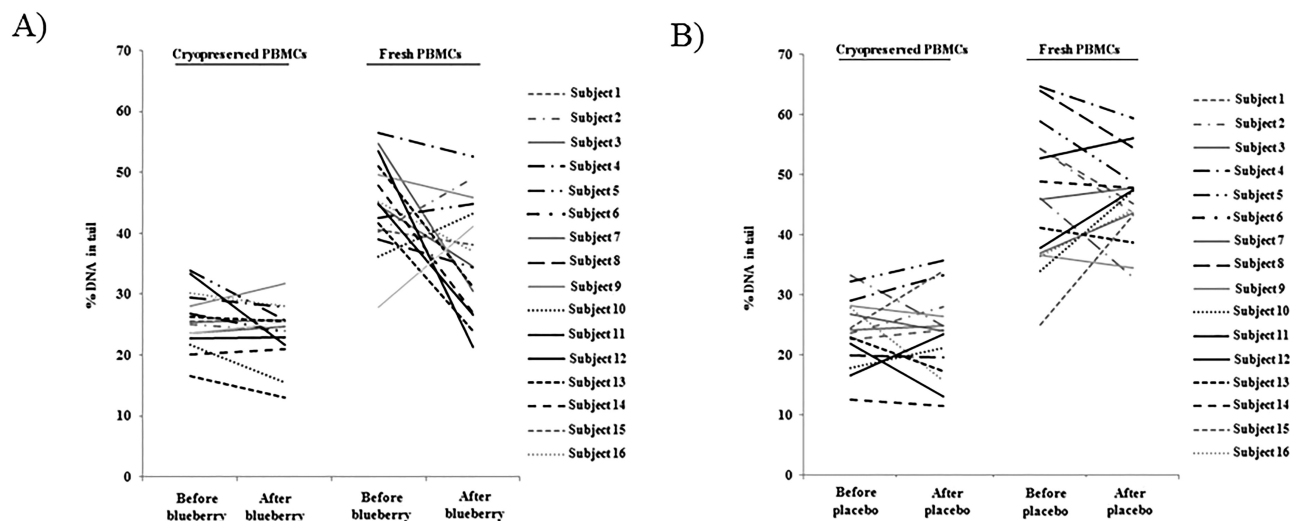 A)
70
60
50
40
30
20
10
0
% DNA in tail
Cryopreserved PBMCs
Fresh PBMCs
Before blueberry
After blueberry
Before blueberry
After blueberry
Subject 1
Subject 2
Subject 3
Subject 4
Subject 5
Subject 6
Subject 7
Subject 8
Subject 9
Subject 10
Subject 11
Subject 12
Subject 13
Subject 14
Subject 15
Subject 16
B)
70
60
50
40
30
20
10
0
% DNA in tail
Cryopreserved PBMCs
Fresh PBMCs
Before placebo
After placebo
Before placebo
After placebo
Subject 1
Subject 2
Subject 3
Subject 4
Subject 5
Subject 6
Subject 7
Subject 8
Subject 9
Subject 10
Subject 11
Subject 12
Subject 13
Subject 14
Subject 15
Subject 16